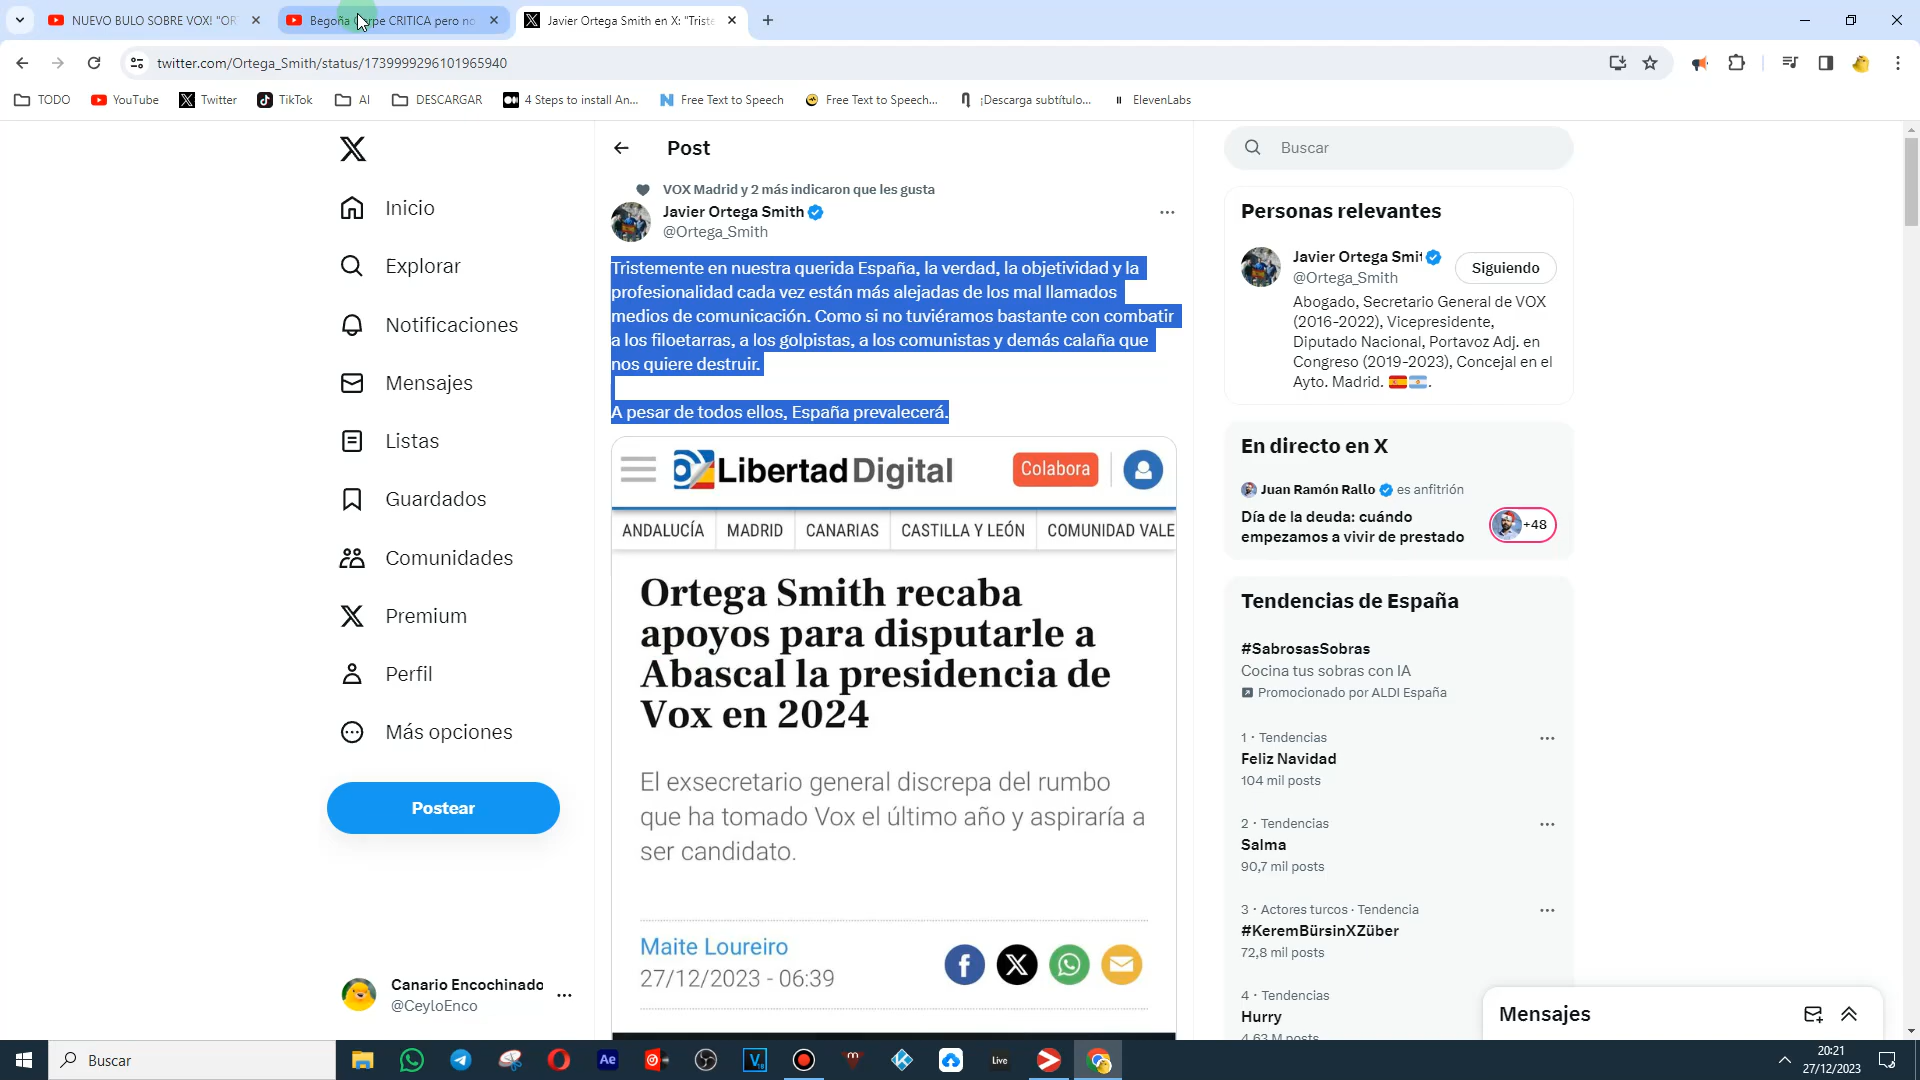 NUEVO BULO SOBRE VOX! "OR
Begoña Gerpe CRITICA pero no
Javier Ortega Smith en X: "Triste
twitter.com/Ortega_Smith/status/1739999296101965940
TODO
YouTube
Twitter
TikTok
AI
DESCARGAR
4 Steps to install An...
Free Text to Speech
Free Text to Speech...
¡Descarga subtítulo...
ElevenLabs
Inicio
Explorar
Notificaciones
Mensajes
Listas
Guardados
Comunidades
Premium
Perfil
Más opciones
Postear
Canario Encochinado
@CeyloEnco
Post
VOX Madrid y 2 más indicaron que les gusta
Javier Ortega Smith
@Ortega_Smith
Tristemente en nuestra querida España, la verdad, la objetividad y la
profesionalidad cada vez están más alejadas de los mal llamados
medios de comunicación. Como si no tuviéramos bastante con combatir
a los filoetarras, a los golpistas, a los comunistas y demás calaña que
nos quiere destruir.
A pesar de todos ellos, España prevalecerá.
Libertad Digital
Colabora
ANDALUCÍA MADRID CANARIAS CASTILLA Y LEÓN COMUNIDAD VALE
Ortega Smith recaba
apoyos para disputarle a
Abascal la presidencia de
Vox en 2024
El exsecretario general discrepa del rumbo
que ha tomado Vox el último año y aspiraría a
ser candidato.
Maite Loureiro
27/12/2023 - 06:39
Buscar
Personas relevantes
Javier Ortega Smit
@Ortega_Smith
Siguiendo
Abogado, Secretario General de VOX
(2016-2022), Vicepresidente,
Diputado Nacional, Portavoz Adj. en
Congreso (2019-2023), Concejal en el
Ayto. Madrid. 🇪🇸🇦🇷.
En directo en X
Juan Ramón Rallo es anfitrión
Día de la deuda: cuándo
empezamos a vivir de prestado
+48
Tendencias de España
#SabrosasSobras
Cocina tus sobras con IA
Promocionado por ALDI España
1 · Tendencias
Feliz Navidad
104 mil posts
2 · Tendencias
Salma
90,7 mil posts
3 · Actores turcos · Tendencia
#KeremBürsinXZüber
72,8 mil posts
4 · Tendencias
Hurry
4,63 M posts
Mensajes
Buscar
Ae
Live
20:21
27/12/2023